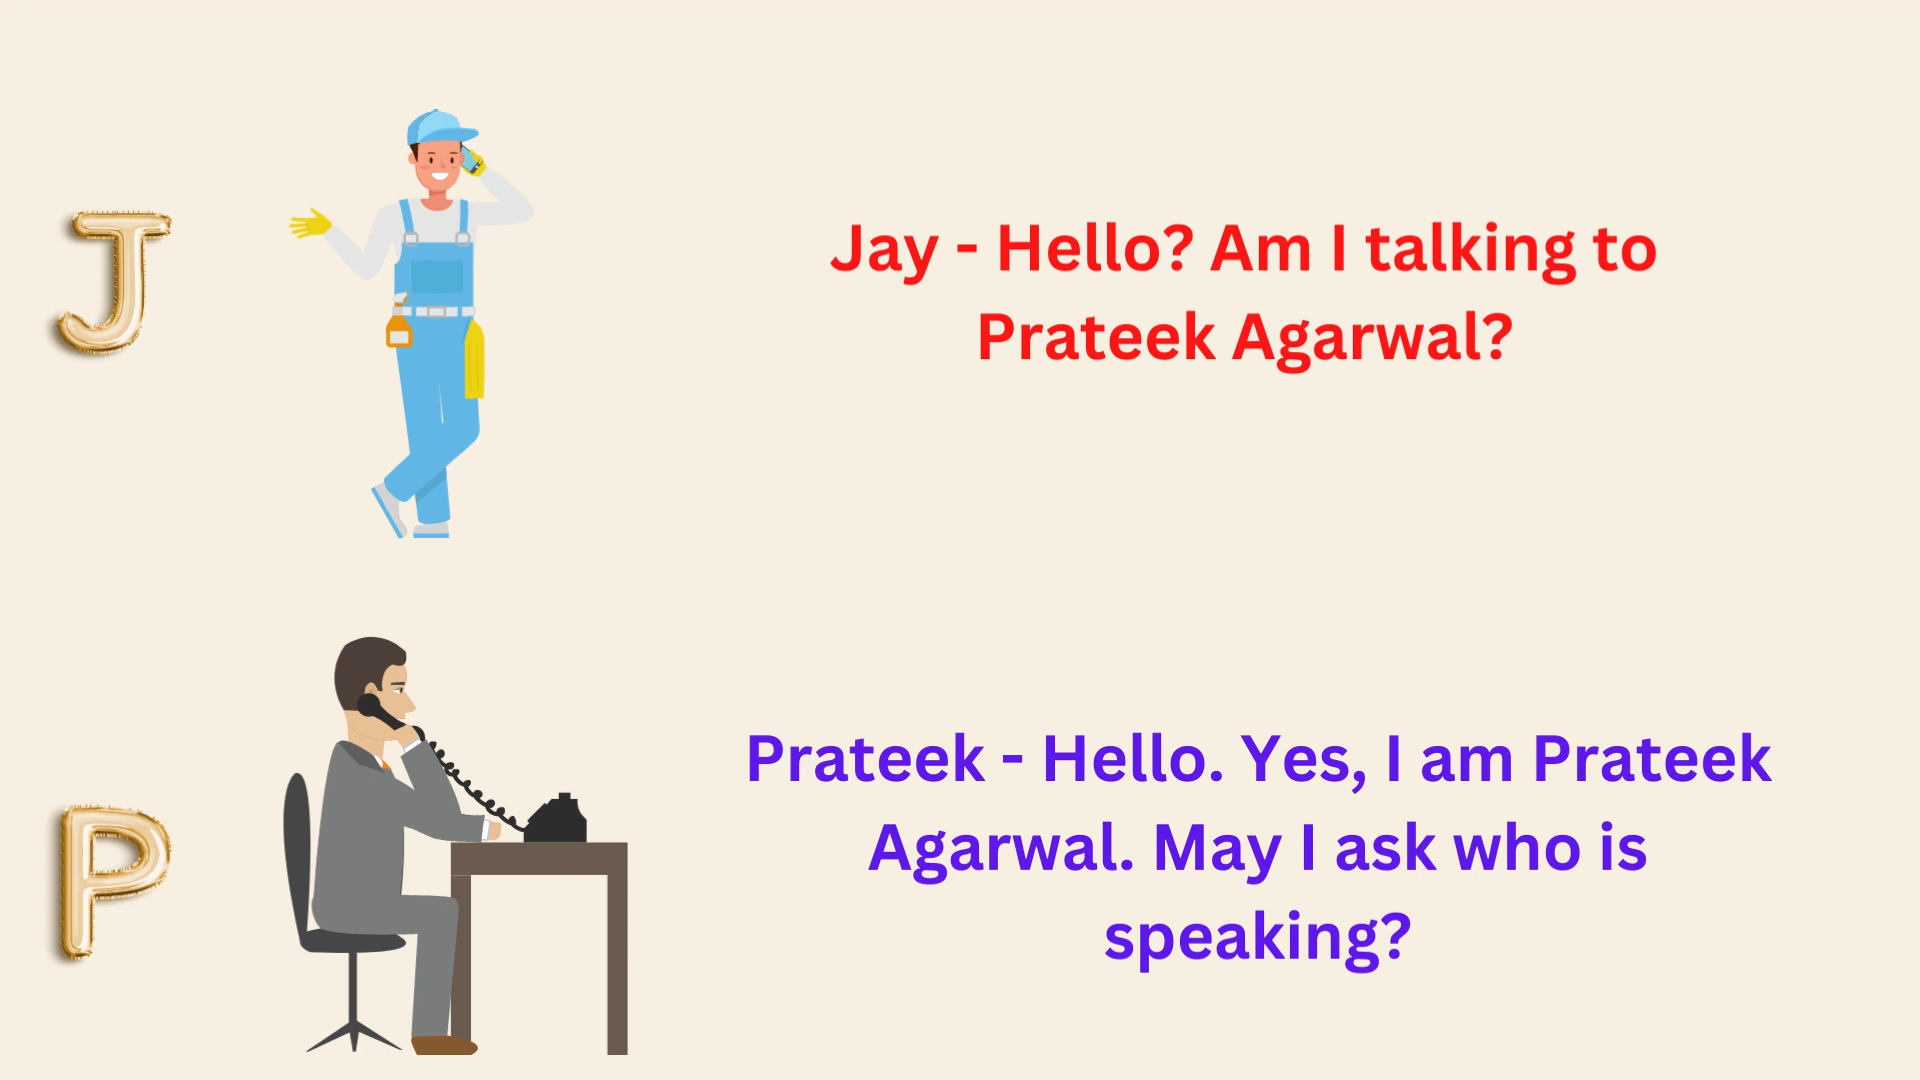 J
Jay - Hello? Am I talking to
Prateek Agarwal?
P
Prateek - Hello. Yes, I am Prateek
Agarwal. May I ask who is
speaking?